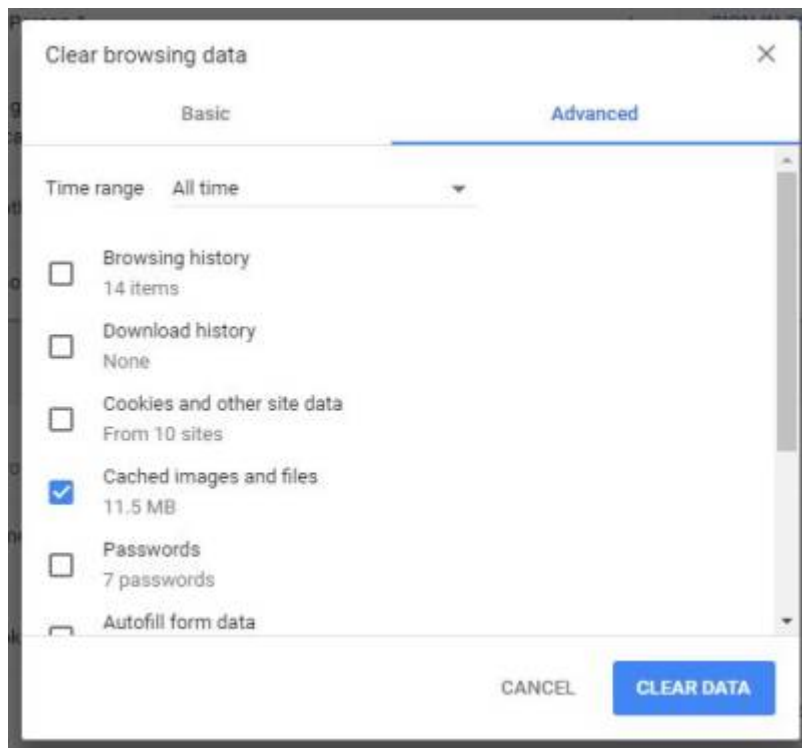 Clear browsing data
Basic
Advanced
Time range All time
Browsing history
14 items
Download history
None
Cookies and other site data
From 10 sites
Cached images and files
11.5 MB
Passwords
7 passwords
Autofill form data
CANCEL
CLEAR DATA